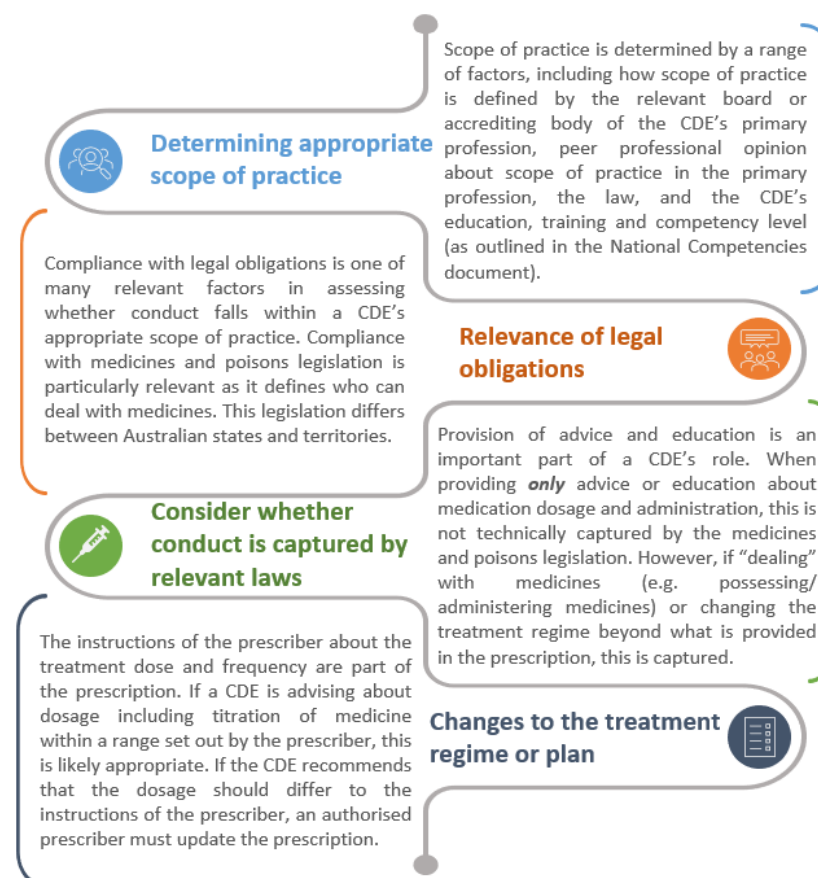 Determining appropriate
scope of practice
Scope of practice is determined by a range
of factors, including how scope of practice
is defined by the relevant board or
accrediting body of the CDE's primary
profession, peer professional opinion
about scope of practice in the primary
profession, the law, and the CDE's
education, training and competency level
(as outlined in the National Competencies
document).
Relevance of legal
obligations
Compliance with legal obligations is one of
many relevant factors in assessing
whether conduct falls within a CDE's
appropriate scope of practice. Compliance
with medicines and poisons legislation is
particularly relevant as it defines who can
deal with medicines. This legislation differs
between Australian states and territories.
Consider whether
conduct is captured by
relevant laws
Provision of advice and education is an
important part of a CDE's role. When
providing only advice or education about
medication dosage and administration, this is
not technically captured by the medicines
and poisons legislation. However, if "dealing"
with medicines (e.g. possessing/
administering medicines) or changing the
treatment regime beyond what is provided
in the prescription, this is captured.
Changes to the treatment
regime or plan
The instructions of the prescriber about the
treatment dose and frequency are part of
the prescription. If a CDE is advising about
dosage including titration of medicine
within a range set out by the prescriber, this
is likely appropriate. If the CDE recommends
that the dosage should differ to the
instructions of the prescriber, an authorised
prescriber must update the prescription.